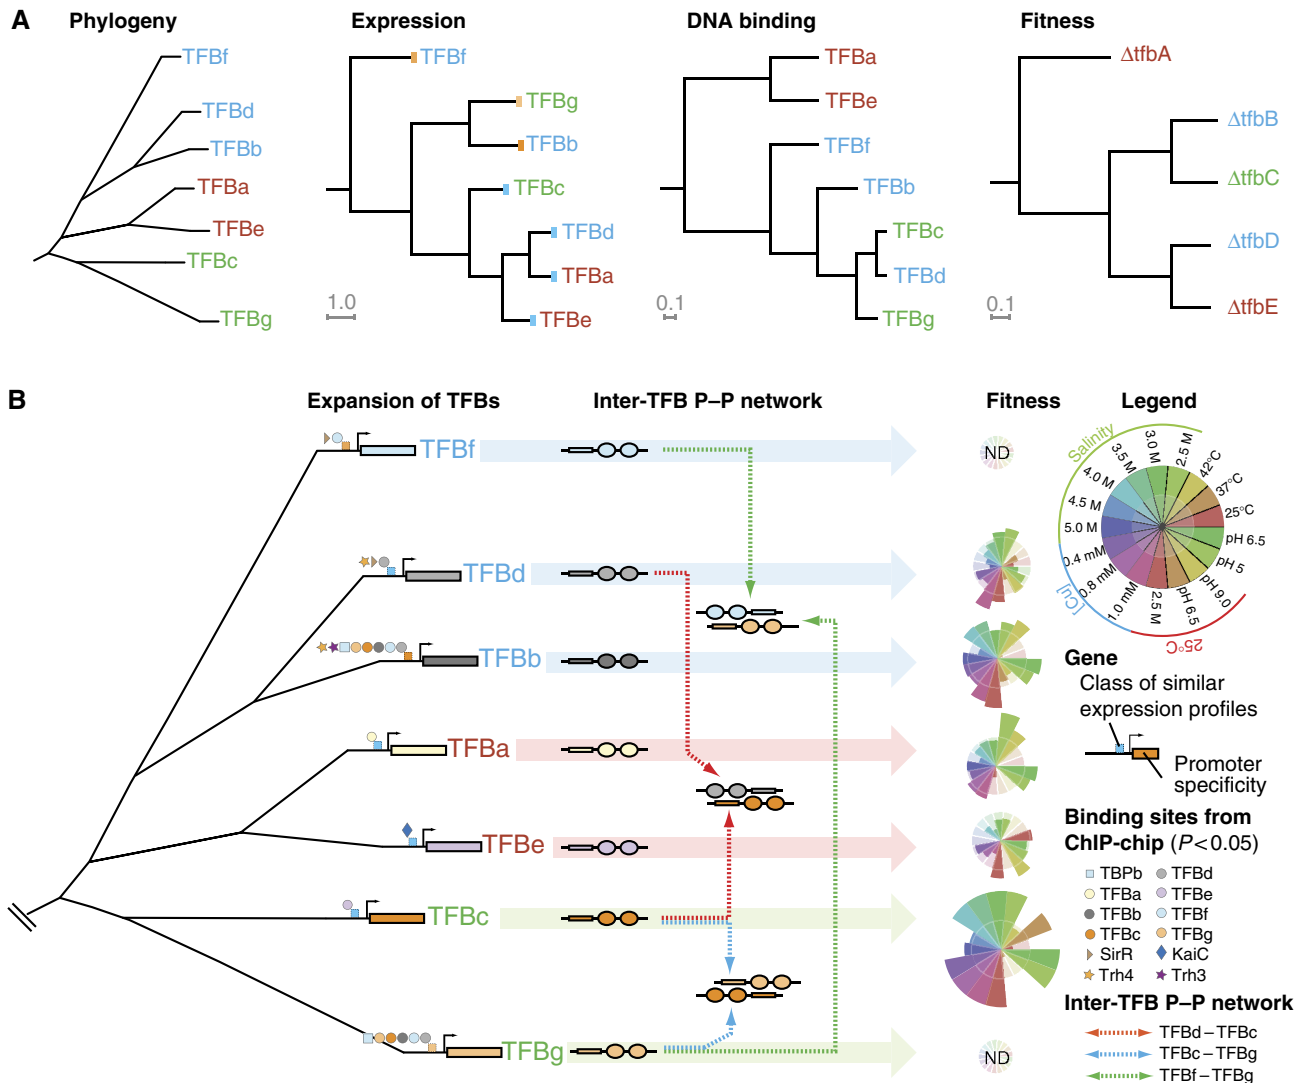 A
Phylogeny
Expression
DNA binding
Fitness
TFBf
TFBd
TFBb
TFBa
TFBe
TFBc
TFBg
TFBf
TFBg
TFBb
TFBc
TFBd
TFBa
TFBe
1.0
TFBa
TFBe
TFBf
TFBb
TFBc
TFBd
TFBg
0.1
ΔtfbA
ΔtfbB
ΔtfbC
ΔtfbD
ΔtfbE
0.1
B
Expansion of TFBs
Inter-TFB P–P network
Fitness
Legend
TFBf
TFBd
TFBb
TFBa
TFBe
TFBc
TFBg
ND
ND
Salinity
2.5 M
3.0 M
3.5 M
4.0 M
4.5 M
5.0 M
[Cu]
0.4 mM
0.8 mM
1.0 mM
25°C
2.5 M
pH 6.5
pH 9.0
pH 5
pH 6.5
25°C
37°C
42°C
Gene
Class of similar
expression profiles
Promoter
specificity
Binding sites from
ChIP-chip (P<0.05)
TBPb TFBd
TFBa TFBe
TFBb TFBf
TFBc TFBg
SirR KaiC
Trh4 Trh3
Inter-TFB P–P network
TFBd–TFBc
TFBc–TFBg
TFBf–TFBg